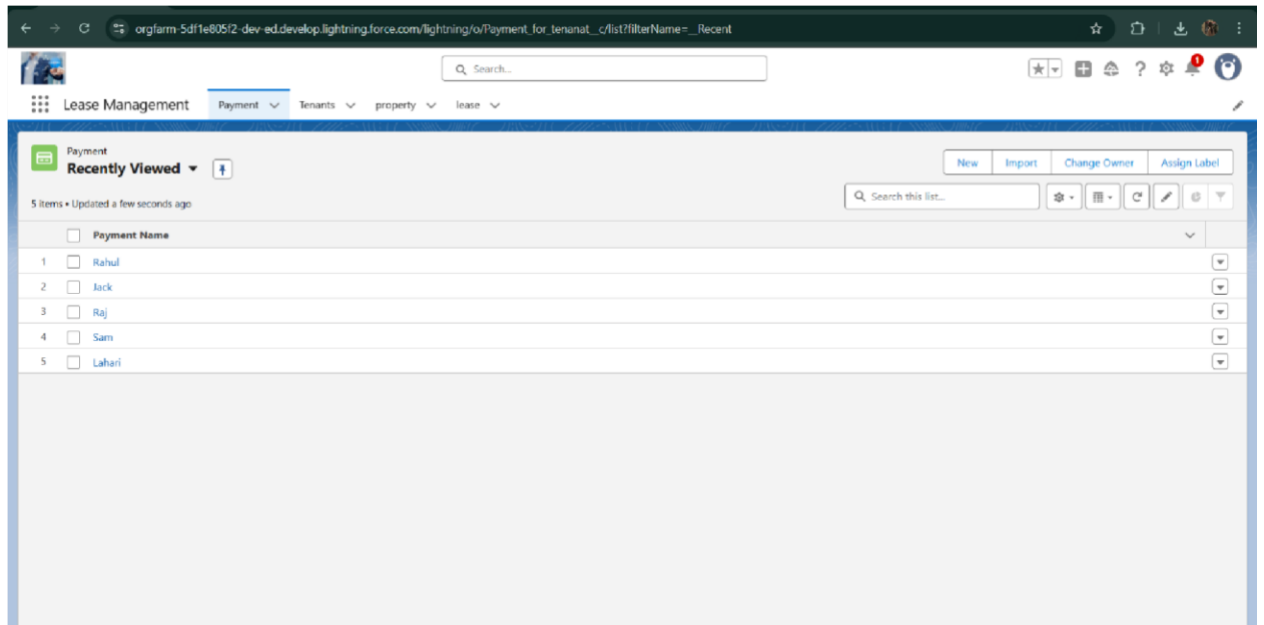 orgfarm-5df1e805f2-dev-ed.develop.lightning.force.com/lightning/o/Payment_for_tenanat__c/list?filterName=__Recent
Search...
1
Lease Management Payment Tenants property lease
Payment
Recently Viewed
New Import Change Owner Assign Label
5 items • Updated a few seconds ago
Search this list...
Payment Name
1 Rahul
2 Jack
3 Raj
4 Sam
5 Lahari